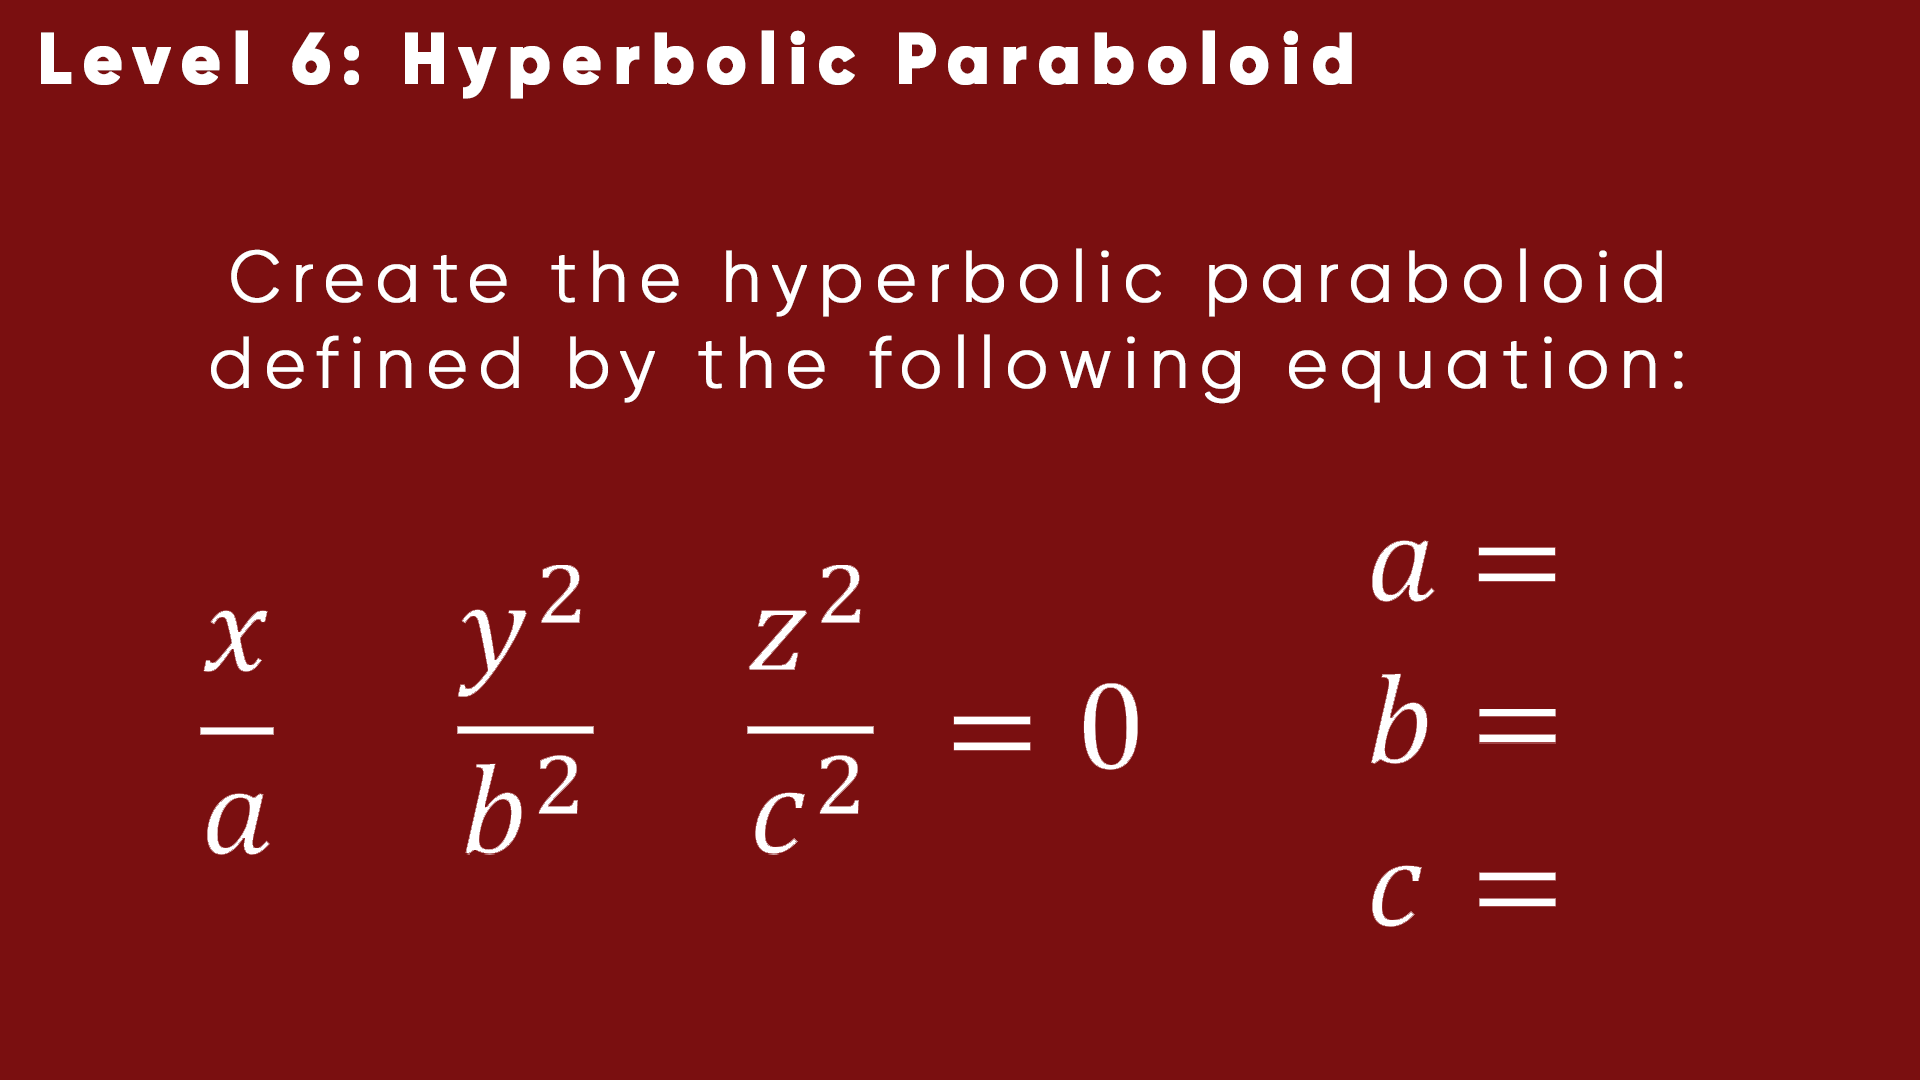 Level 6: Hyperbolic Paraboloid
Create the hyperbolic paraboloid
defined by the following equation:
x/a y²/b² z²/c² = 0
a =
b =
c =